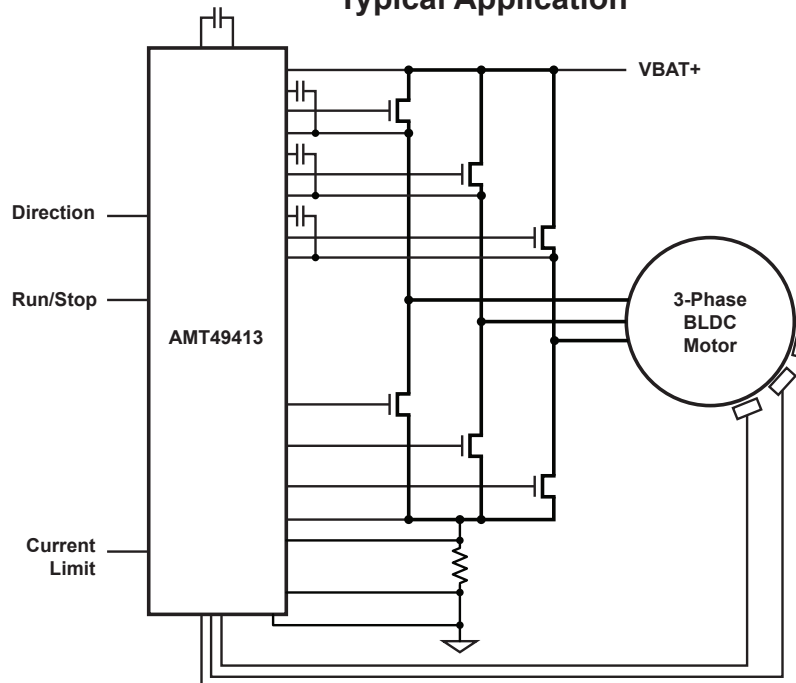 Typical Application
VBAT+
Direction
Run/Stop
AMT49413
3-Phase
BLDC
Motor
Current
Limit